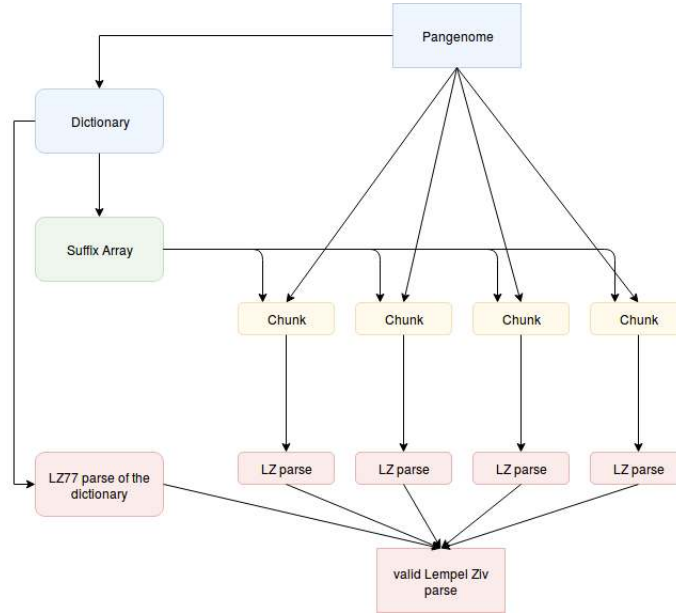 Pangenome
Dictionary
Suffix Array
Chunk
Chunk
Chunk
Chunk
LZ77 parse of the
dictionary
LZ parse
LZ parse
LZ parse
LZ parse
valid Lempel Ziv
parse